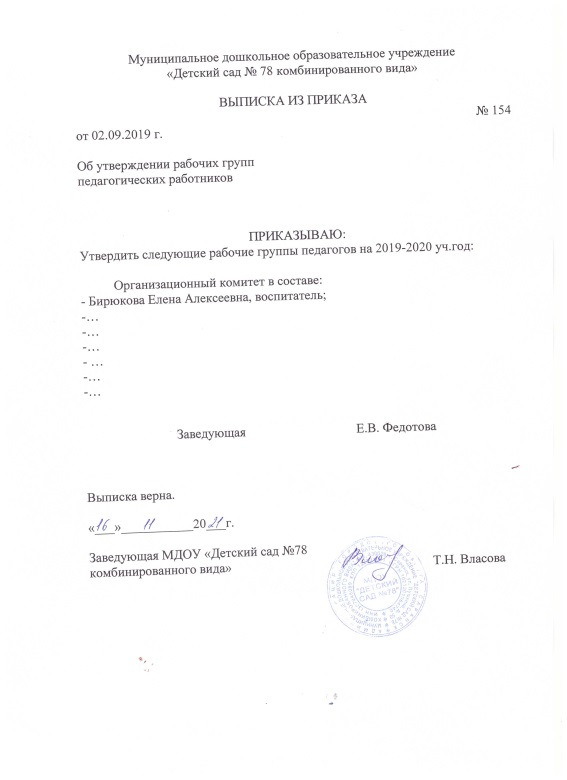 Муниципальное дошкольное образовательное учреждение
«Детский сад № 78 комбинированного вида»
ВЫПИСКА ИЗ ПРИКАЗА
№ 154
от 02.09.2019 г.
Об утверждении рабочих групп
педагогических работников
ПРИКАЗЫВАЮ:
Утвердить следующие рабочие группы педагогов на 2019-2020 уч.год:
Организационный комитет в составе:
- Бирюкова Елена Алексеевна, воспитатель;
-…
-…
-…
- …
-…
-…
Заведующая Е.В. Федотова
Выписка верна.
«16» 11 2021 г.
Заведующая МДОУ «Детский сад №78
комбинированного вида»
Т.Н. Власова
"ДЕТСКИЙ
САД №78"